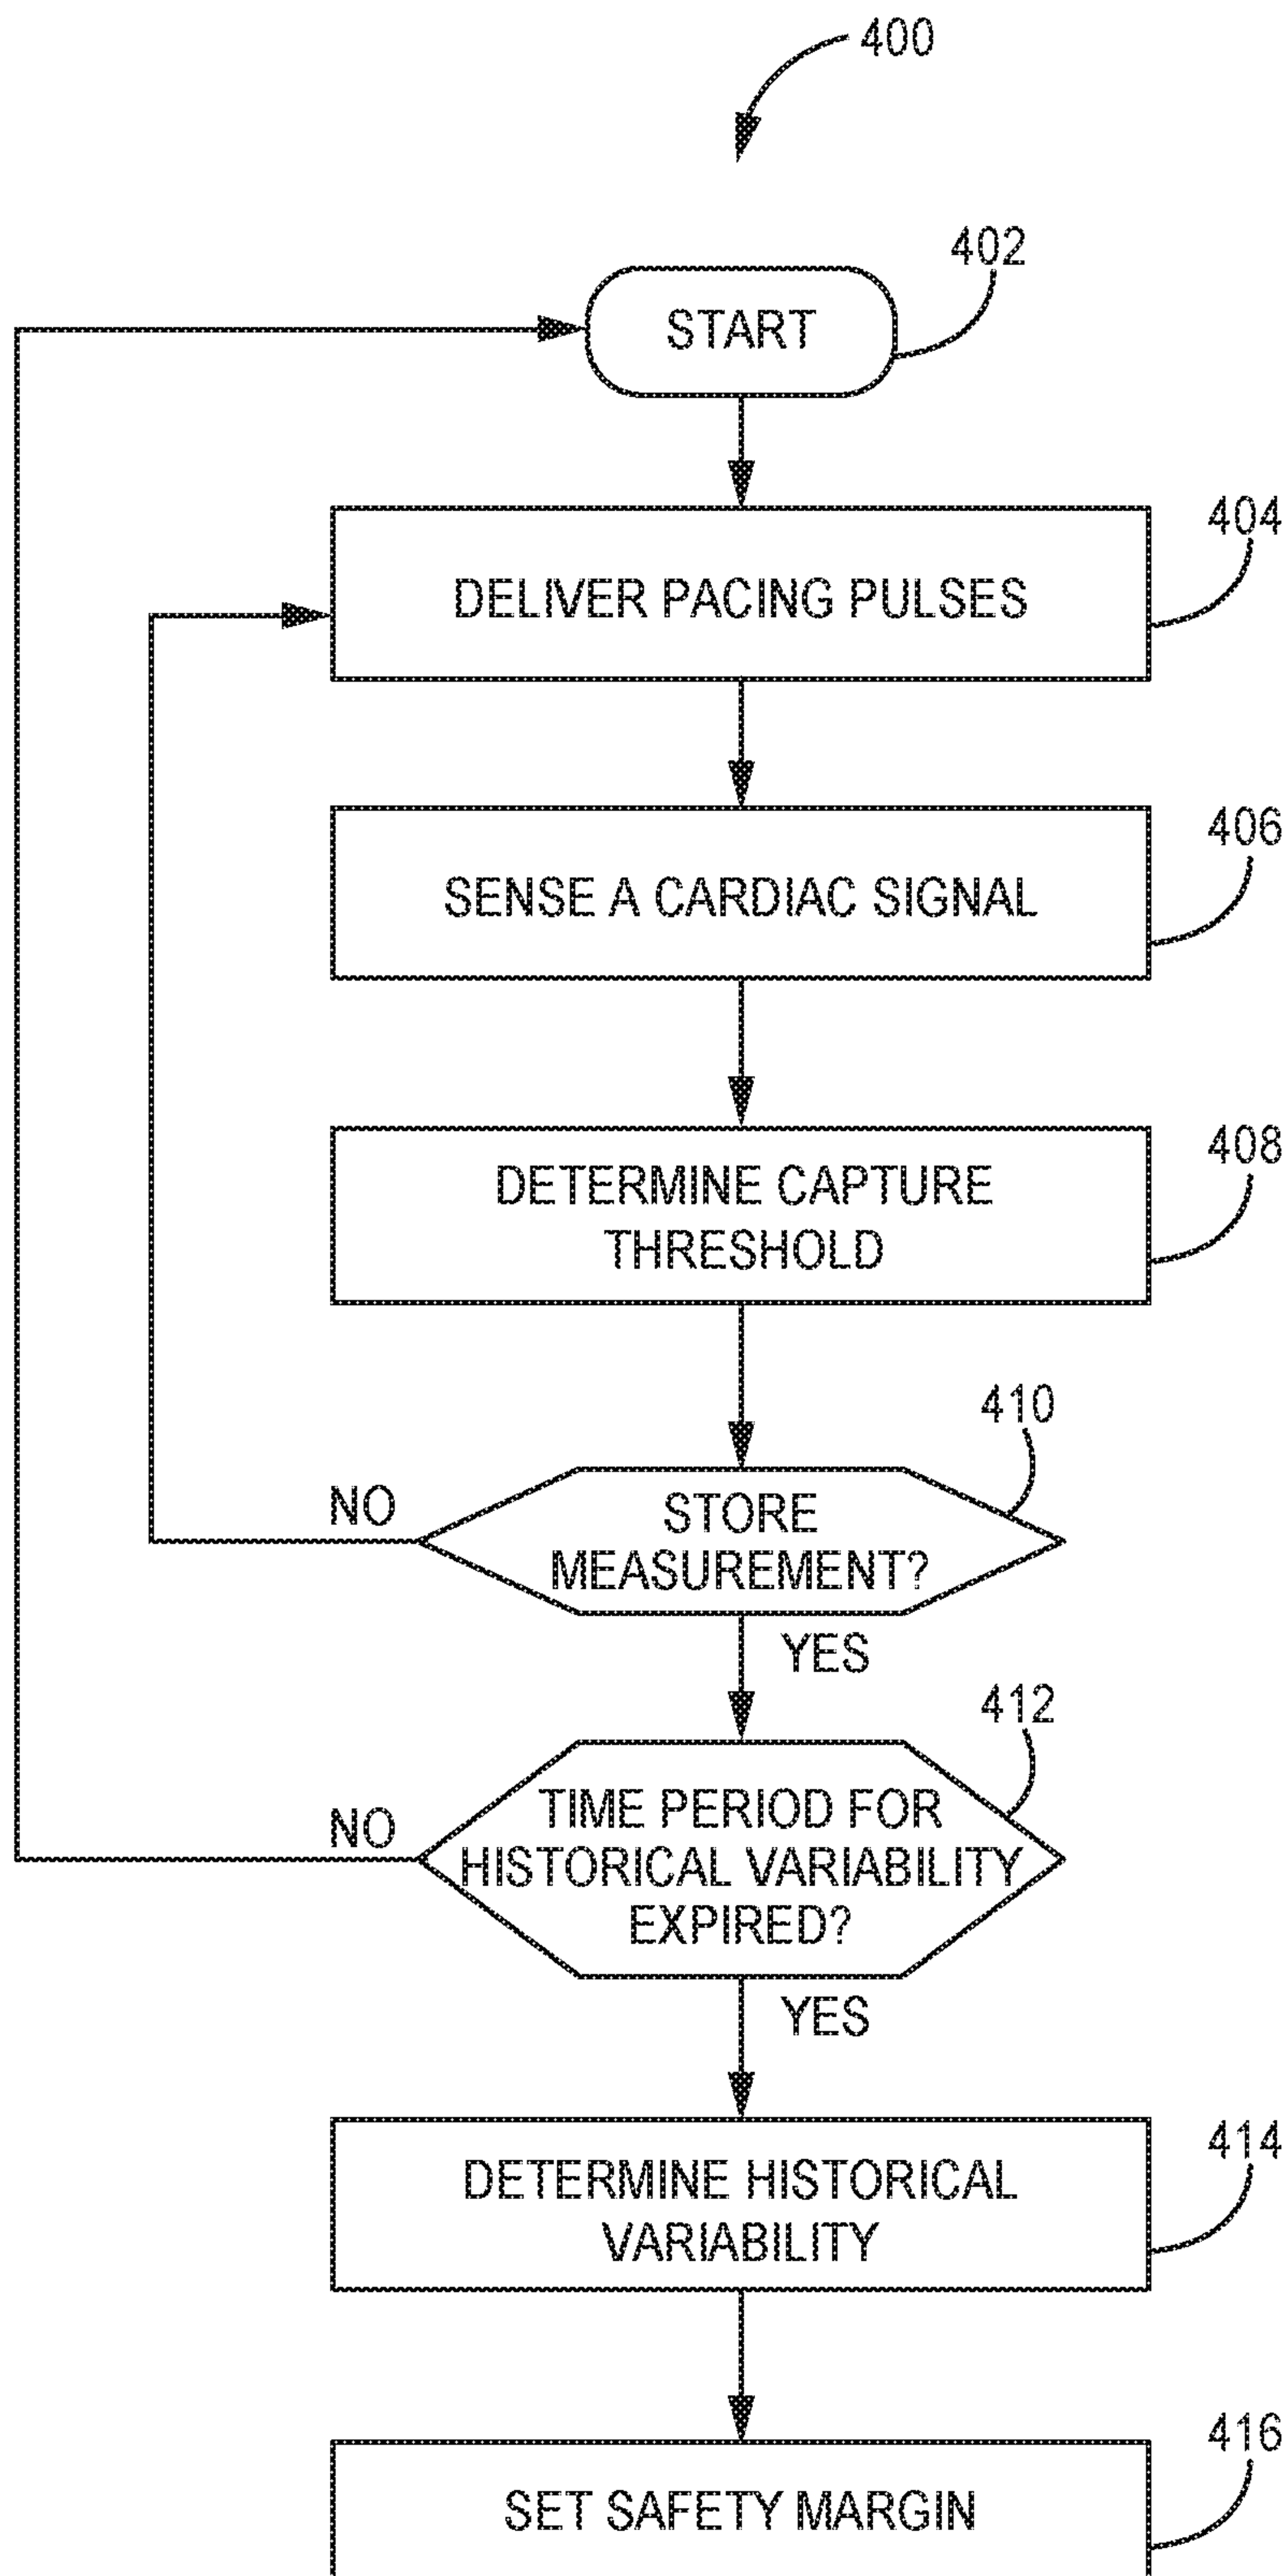 400
402
START
404
DELIVER PACING PULSES
406
SENSE A CARDIAC SIGNAL
408
DETERMINE CAPTURE
THRESHOLD
410
NO
STORE
MEASUREMENT?
YES
412
NO
TIME PERIOD FOR
HISTORICAL VARIABILITY
EXPIRED?
YES
414
DETERMINE HISTORICAL
VARIABILITY
416
SET SAFETY MARGIN